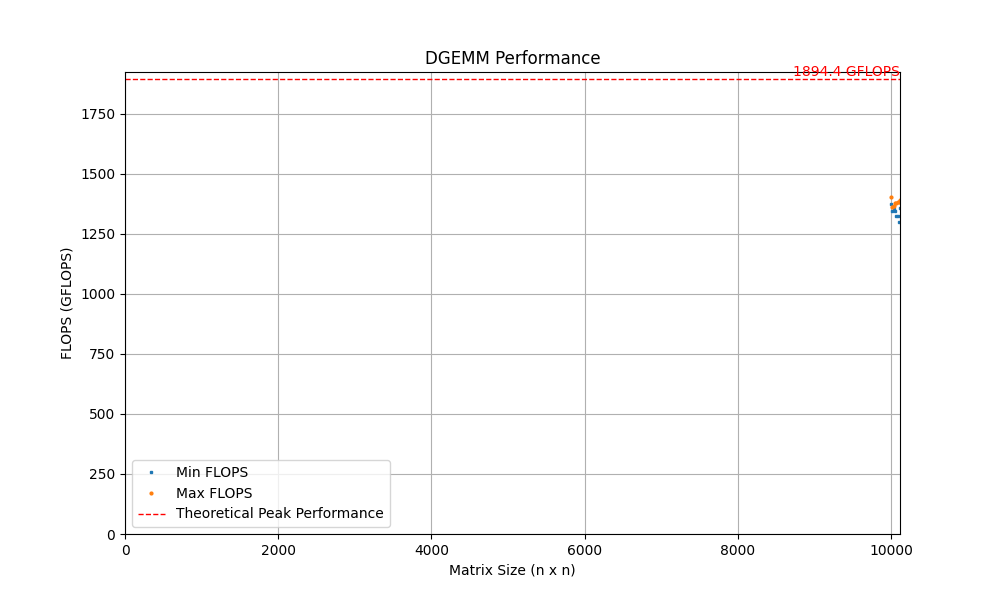 DGEMM Performance
1894.4 GFLOPS
1750
1500
1250
1000
750
500
250
0
FLOPS (GFLOPS)
Min FLOPS
Max FLOPS
Theoretical Peak Performance
0 2000 4000 6000 8000 10000
Matrix Size (n x n)